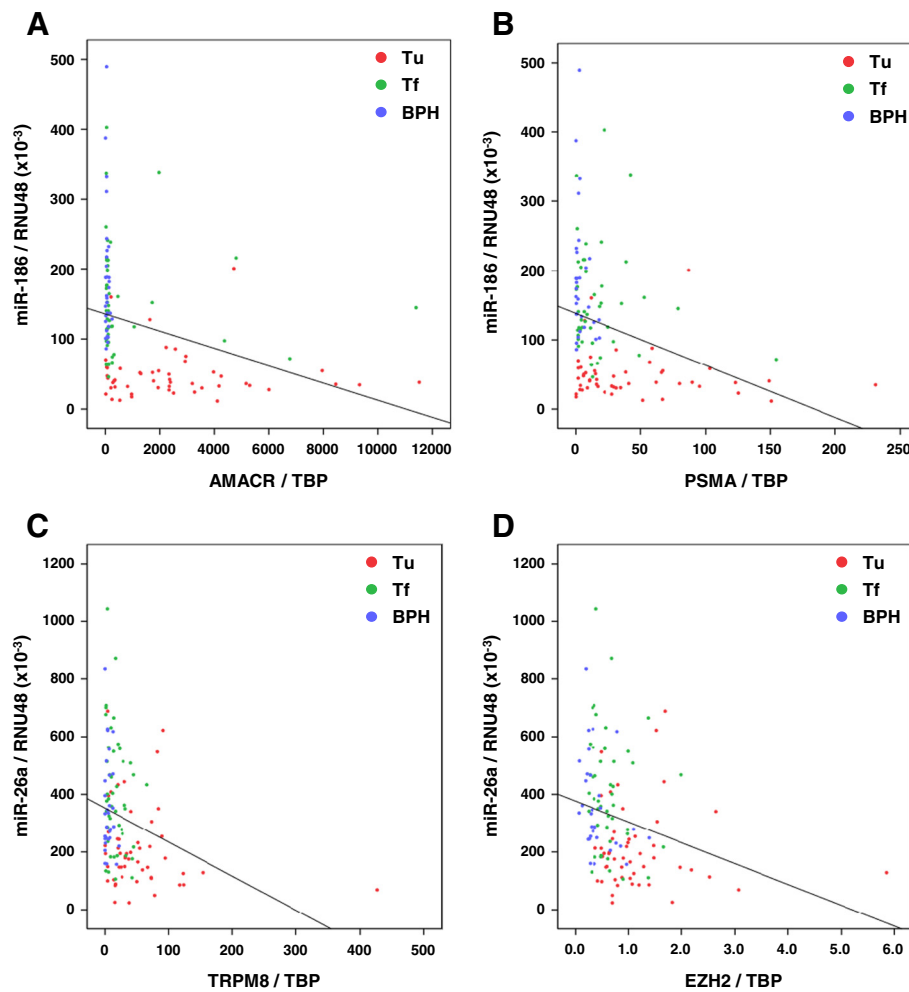 A
B
Tu
Tf
BPH
Tu
Tf
BPH
miR-186 / RNU48 (x10-3)
500
400
300
200
100
0
0 2000 4000 6000 8000 10000 12000
AMACR / TBP
miR-186 / RNU48 (x10-3)
500
400
300
200
100
0
0 50 100 150 200 250
PSMA / TBP
C
D
Tu
Tf
BPH
Tu
Tf
BPH
miR-26a / RNU48 (x10-3)
1200
1000
800
600
400
200
0
0 100 200 300 400 500
TRPM8 / TBP
miR-26a / RNU48 (x10-3)
1200
1000
800
600
400
200
0
0.0 1.0 2.0 3.0 4.0 5.0 6.0
EZH2 / TBP